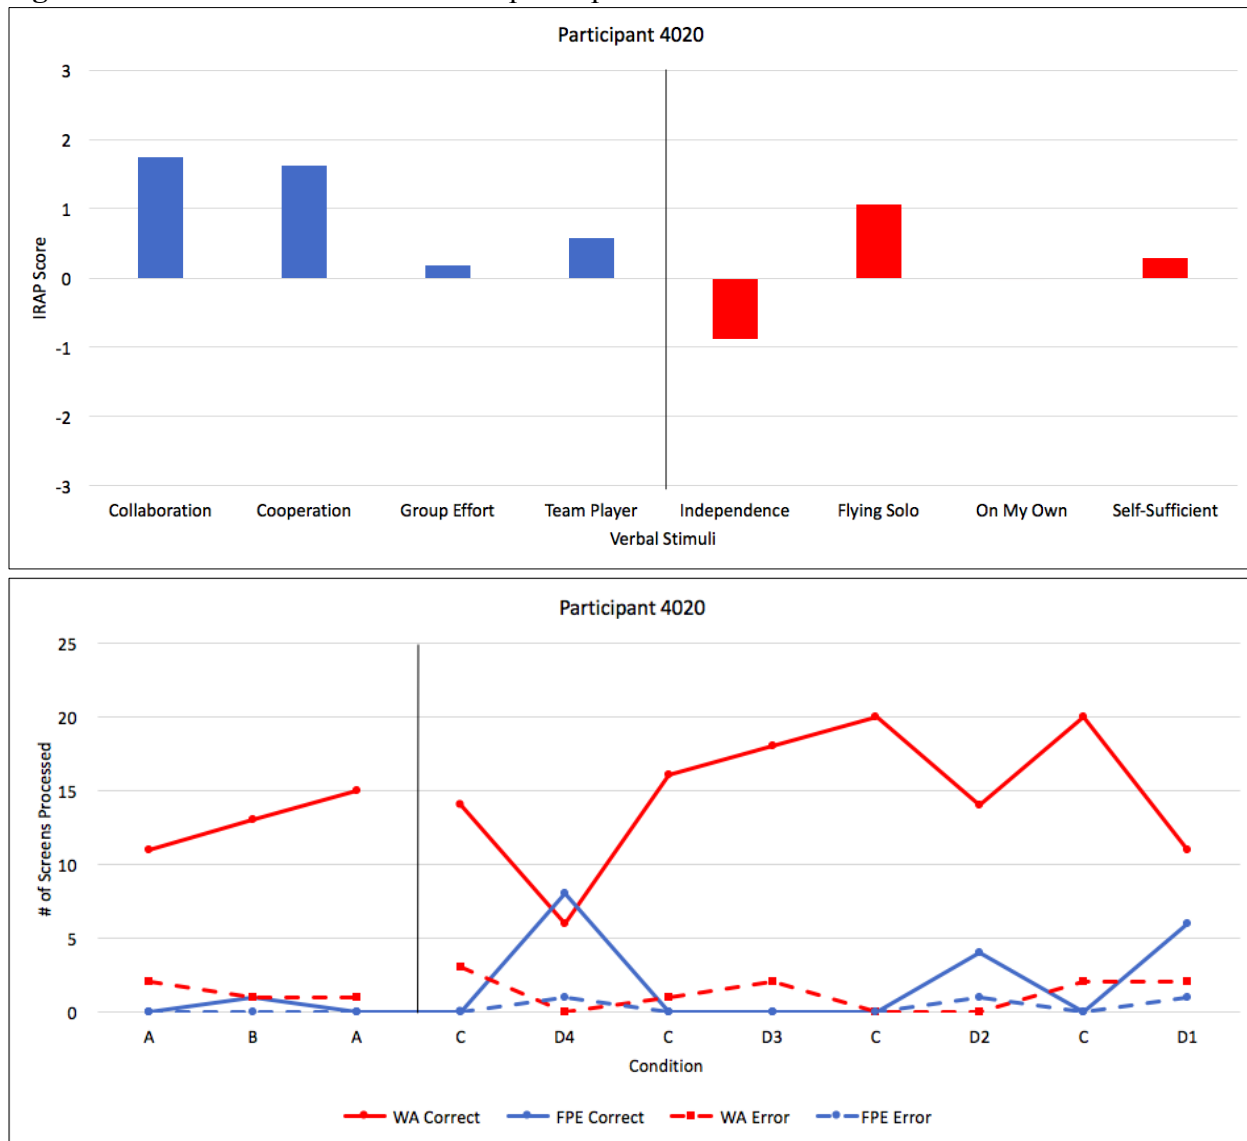 Participant 4020
3
2
1
0
-1
-2
-3
IRAP Score
Collaboration Cooperation Group Effort Team Player Independence Flying Solo On My Own Self-Sufficient
Verbal Stimuli
Participant 4020
25
20
15
10
5
0
# of Screens Processed
A B A C D4 C D3 C D2 C D1
Condition
WA Correct FPE Correct WA Error FPE Error